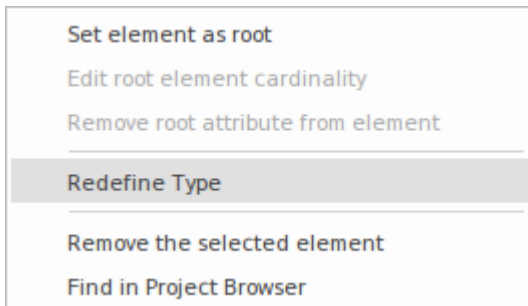 Set element as root
Edit root element cardinality
Remove root attribute from element
Redefine Type
Remove the selected element
Find in Project Browser